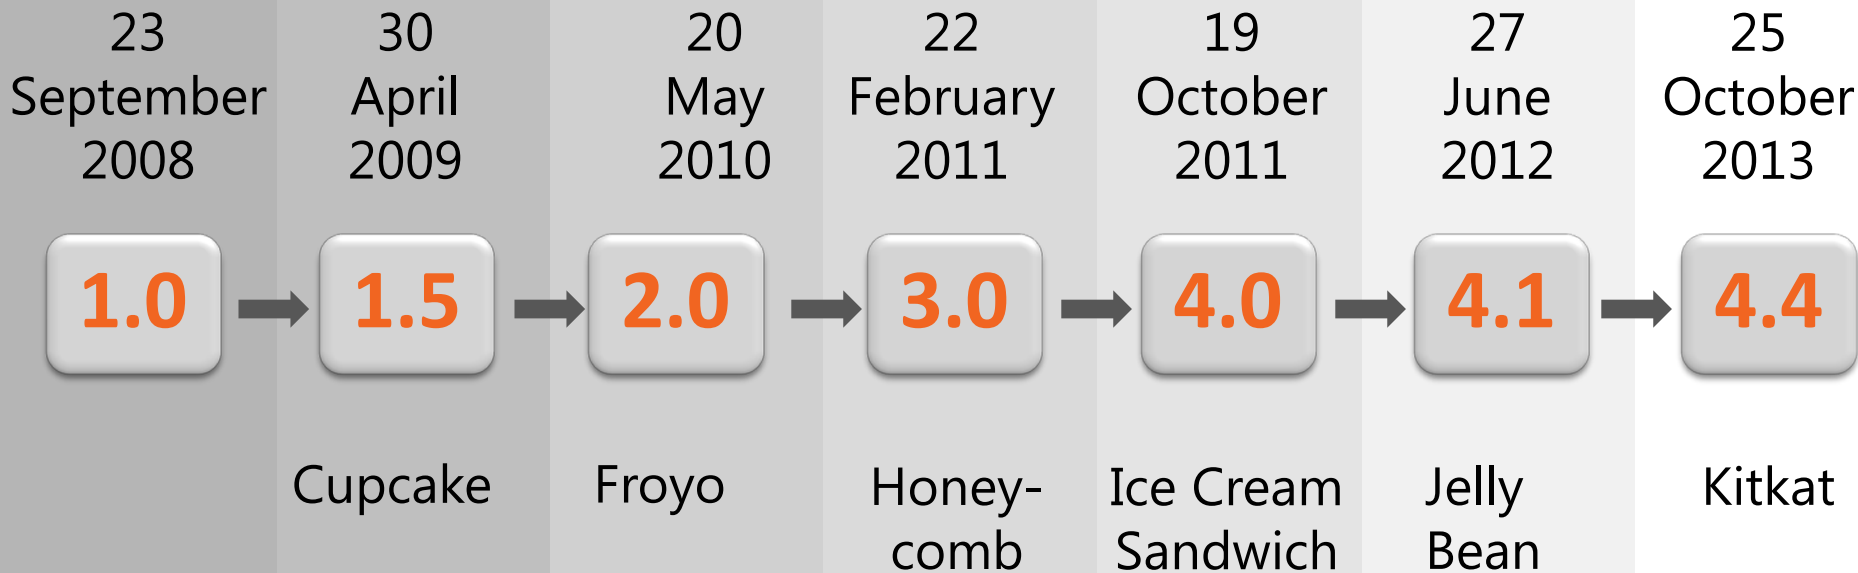 23
September
2008
30
April
2009
20
May
2010
22
February
2011
19
October
2011
27
June
2012
25
October
2013
1.0
1.5
2.0
3.0
4.0
4.1
4.4
Cupcake
Froyo
Honey-
comb
Ice Cream
Sandwich
Jelly
Bean
Kitkat